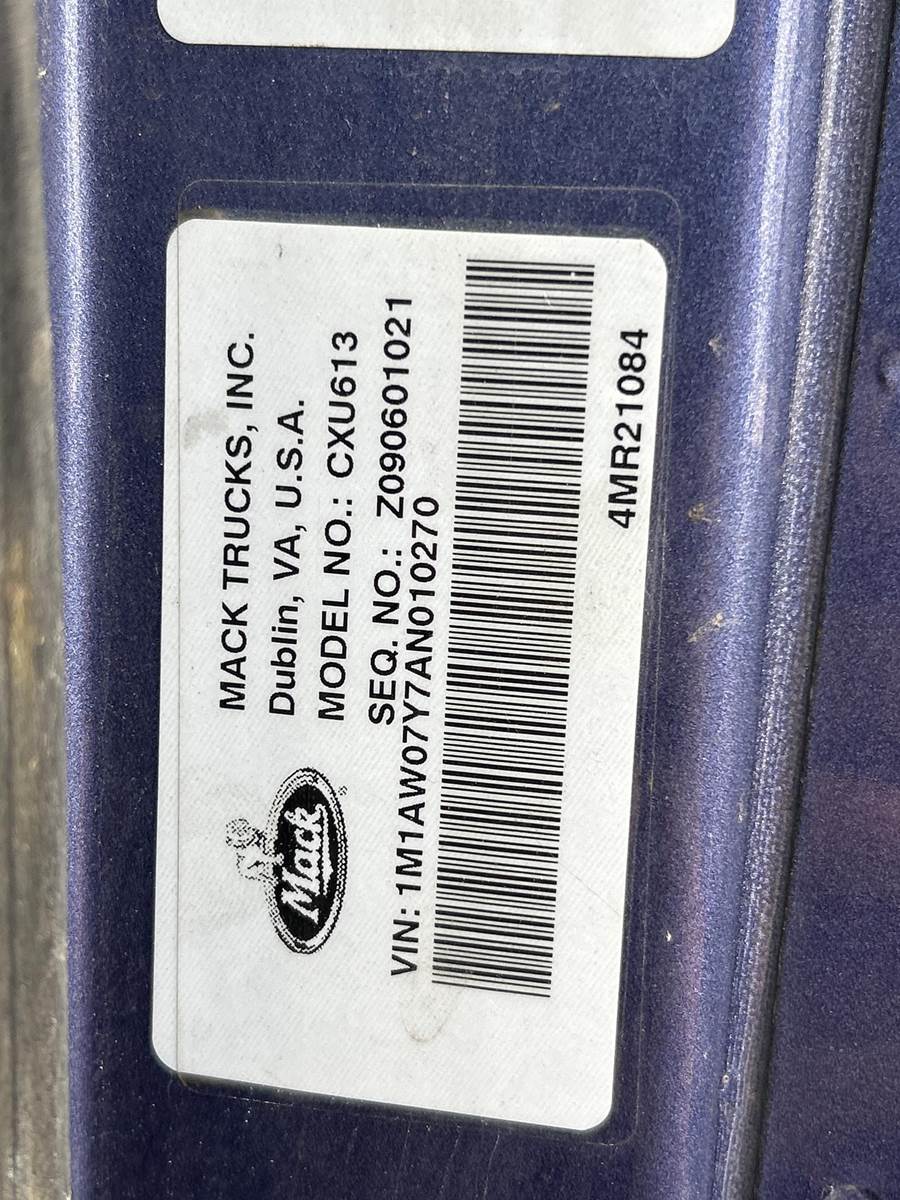 MACK TRUCKS, INC.
Dublin, VA, U.S.A.
MODEL NO.: CXU613
SEQ. NO.: Z090601021
Mack
®
VIN: 1M1AW07Y7AN010270
4MR21084